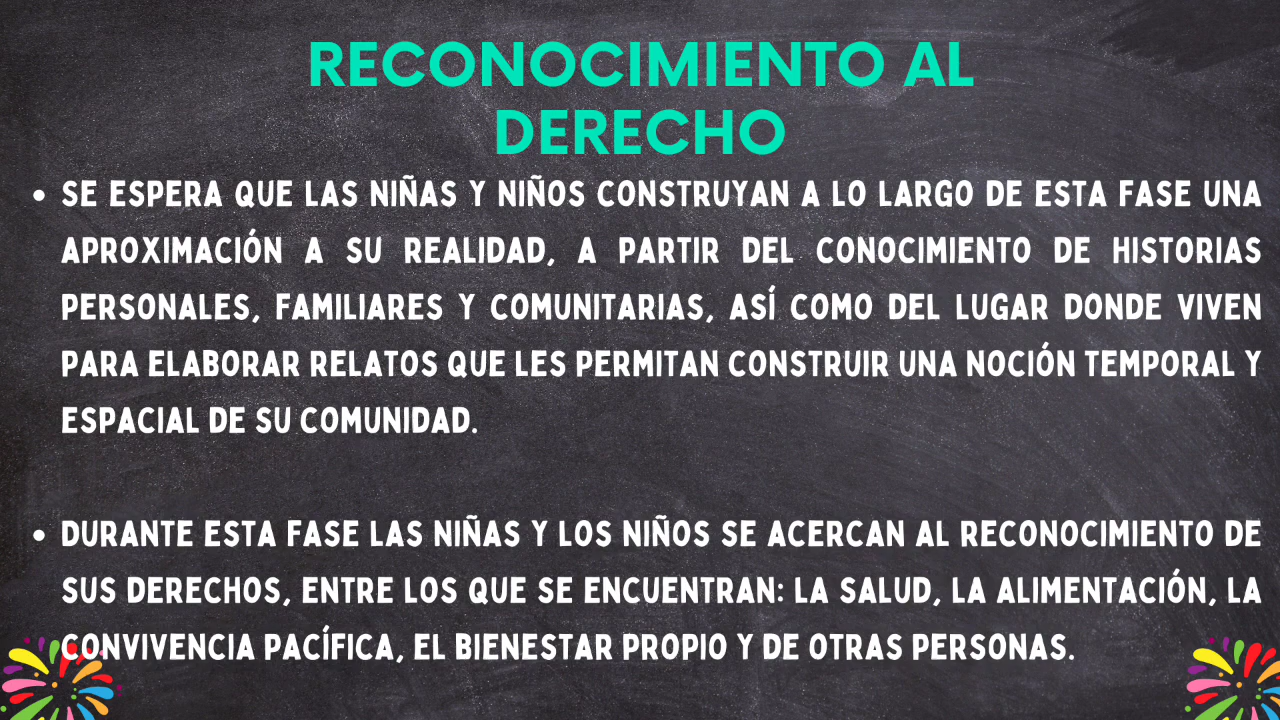 RECONOCIMIENTO AL
DERECHO
• SE ESPERA QUE LAS NIÑAS Y NIÑOS CONSTRUYAN A LO LARGO DE ESTA FASE UNA
APROXIMACIÓN A SU REALIDAD, A PARTIR DEL CONOCIMIENTO DE HISTORIAS
PERSONALES, FAMILIARES Y COMUNITARIAS, ASÍ COMO DEL LUGAR DONDE VIVEN
PARA ELABORAR RELATOS QUE LES PERMITAN CONSTRUIR UNA NOCIÓN TEMPORAL Y
ESPACIAL DE SU COMUNIDAD.
• DURANTE ESTA FASE LAS NIÑAS Y LOS NIÑOS SE ACERCAN AL RECONOCIMIENTO DE
SUS DERECHOS, ENTRE LOS QUE SE ENCUENTRAN: LA SALUD, LA ALIMENTACIÓN, LA
CONVIVENCIA PACÍFICA, EL BIENESTAR PROPIO Y DE OTRAS PERSONAS.